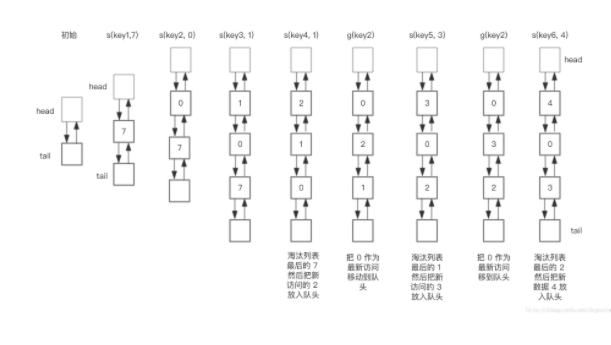 初始 s(key1,7) s(key2, 0) s(key3, 1) s(key4, 1) g(key2) s(key5, 3) g(key2) s(key6, 4)
head
head
head
0 1 2 0 3 0 4
7
7 0 1 2 0 3 0
tail
tail
7 0 1 2 2 3
tail
淘汰列表
最后的 7
然后把新
访问的 2
放入队头
把 0 作为
最新访问
移动到队
头
淘汰列表
最后的 1
然后把新
访问的 3
放入队头
把 0 作为
最新访问
移到队头
淘汰列表
最后的 2
然后把新
数据 4 放
入队头